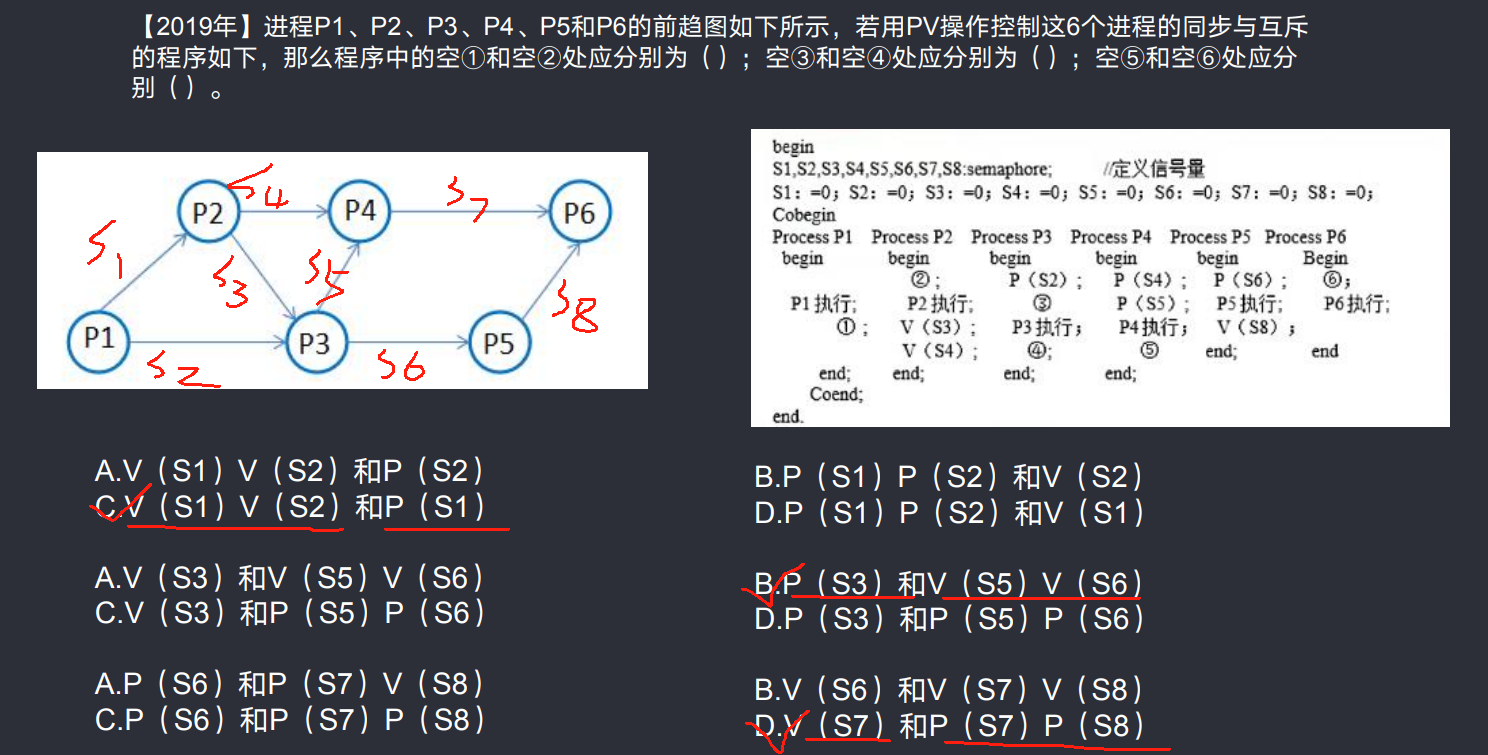 【2019年】进程P1、P2、P3、P4、P5和P6的前趋图如下所示，若用PV操作控制这6个进程的同步与互斥
的程序如下，那么程序中的空①和空②处应分别为（ ）；空③和空④处应分别为（ ）；空⑤和空⑥处应分
别（ ）。
P2 S4 P4 S7 P6
S1 S3 S5 S8
P1 S2 P3 S6 P5
begin
S1,S2,S3,S4,S5,S6,S7,S8:semaphore; //定义信号量
S1：=0；S2：=0；S3：=0；S4：=0；S5：=0；S6：=0；S7：=0；S8：=0；
Cobegin
Process P1 Process P2 Process P3 Process P4 Process P5 Process P6
begin begin begin begin begin Begin
②； P（S2）； P（S4）； P（S6）； ⑥；
P1执行; P2执行; ③ P（S5）； P5执行; P6执行;
①； V（S3）； P3执行； P4执行； V（S8）；
V（S4）； ④； ⑤ end; end
end; end; end; end;
Coend;
end.
A.V（S1）V（S2）和P（S2）
B.P（S1）P（S2）和V（S2）
C.V（S1）V（S2）和P（S1）
D.P（S1）P（S2）和V（S1）
A.V（S3）和V（S5）V（S6）
B.P（S3）和V（S5）V（S6）
C.V（S3）和P（S5）P（S6）
D.P（S3）和P（S5）P（S6）
A.P（S6）和P（S7）V（S8）
B.V（S6）和V（S7）V（S8）
C.P（S6）和P（S7）P（S8）
D.V（S7）和P（S7）P（S8）